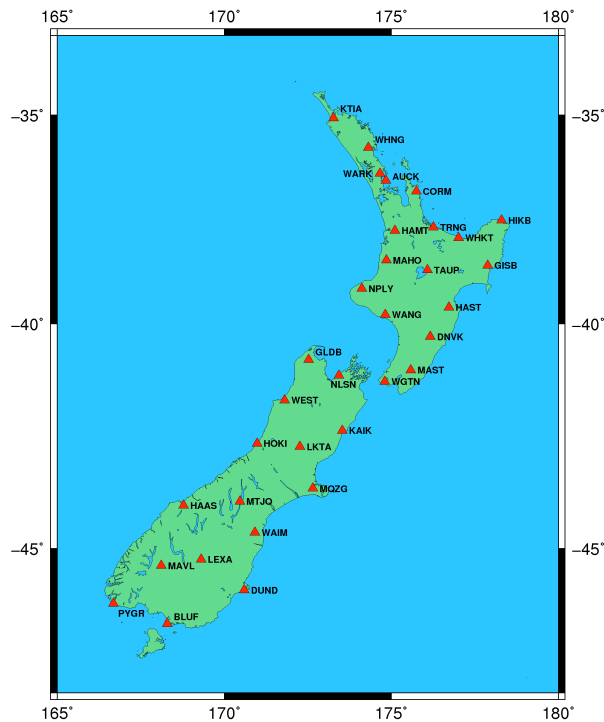 165° 170° 175° 180°
−35° −35°
KTIA
WHNG
WARK AUCK
CORM
HIKB
HAMT TRNG
WHKT
MAHO GISB
TAUP
NPLY
HAST
WANG
−40° −40°
DNVK
GLDB
MAST
NLSN WGTN
WEST
KAIK
HOKI LKTA
MQZG
MTJO
HAAS
WAIM
−45° −45°
LEXA
MAVL
DUND
PYGR BLUF
165° 170° 175° 180°